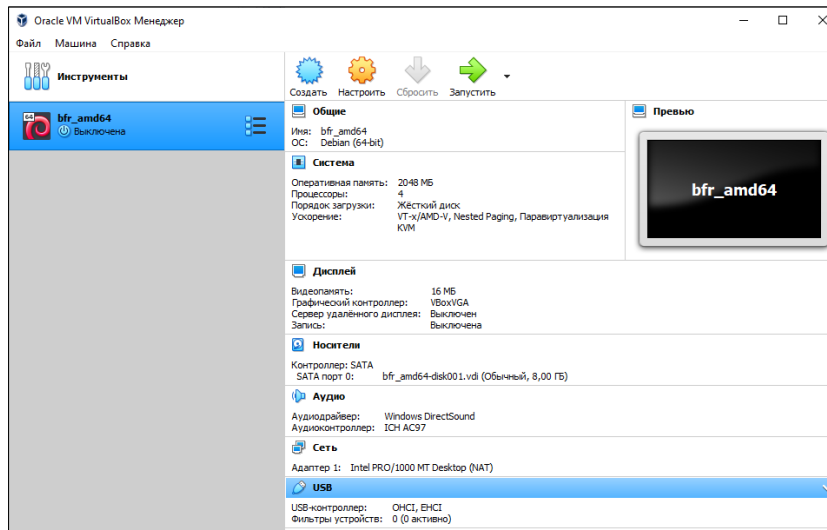 Oracle VM VirtualBox Менеджер
Файл Машина Справка
Инструменты
Создать Настроить Сбросить Запустить
64
bfr_amd64
Выключена
Общие
Имя: bfr_amd64
ОС: Debian (64-bit)
Превью
bfr_amd64
Система
Оперативная память: 2048 МБ
Процессоры: 4
Порядок загрузки: Жёсткий диск
Ускорение: VT-x/AMD-V, Nested Paging, Паравиртуализация
KVM
Дисплей
Видеопамять: 16 МБ
Графический контроллер: VBoxVGA
Сервер удалённого дисплея: Выключен
Запись: Выключена
Носители
Контроллер: SATA
SATA порт 0: bfr_amd64-disk001.vdi (Обычный, 8,00 ГБ)
Аудио
Аудиодрайвер: Windows DirectSound
Аудиоконтроллер: ICH AC97
Сеть
Адаптер 1: Intel PRO/1000 MT Desktop (NAT)
USB
USB-контроллер: OHCI, EHCI
Фильтры устройств: 0 (0 активно)